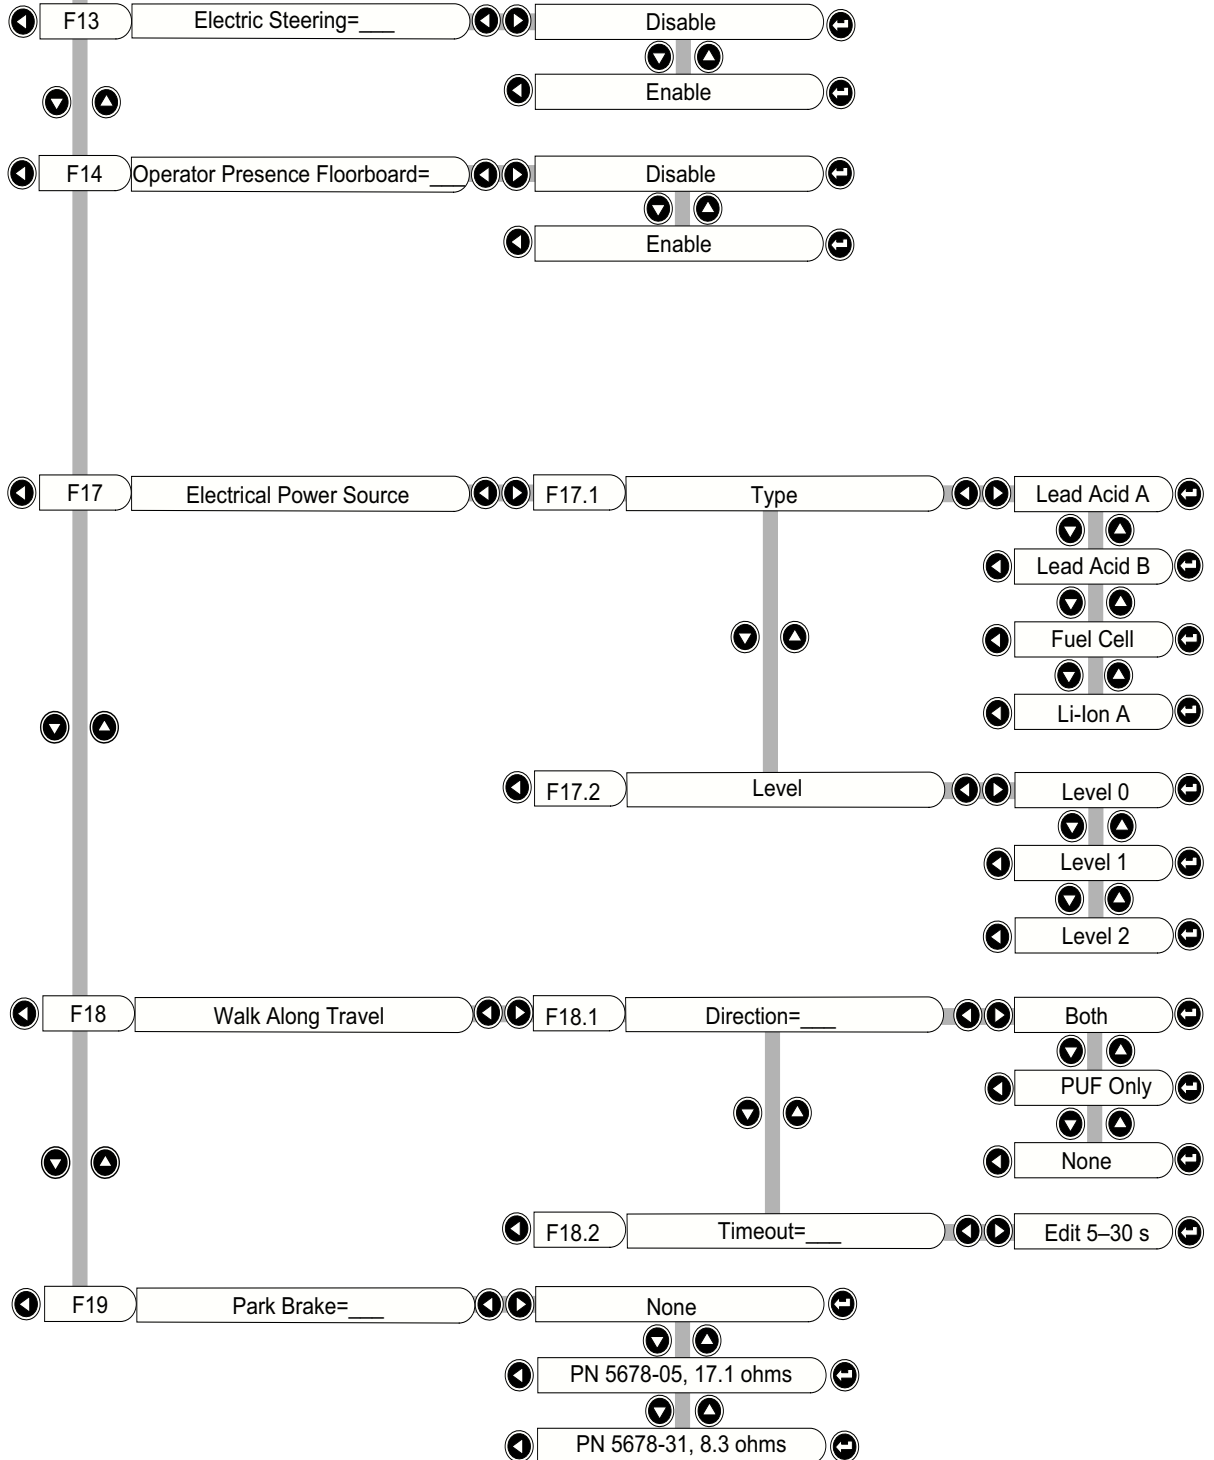 F13 Electric Steering=___ Disable
Enable
F14 Operator Presence Floorboard=___ Disable
Enable
F17 Electrical Power Source F17.1 Type Lead Acid A
Lead Acid B
Fuel Cell
Li-Ion A
F17.2 Level Level 0
Level 1
Level 2
F18 Walk Along Travel F18.1 Direction=___ Both
PUF Only
None
F18.2 Timeout=___ Edit 5–30 s
F19 Park Brake=___ None
PN 5678-05, 17.1 ohms
PN 5678-31, 8.3 ohms